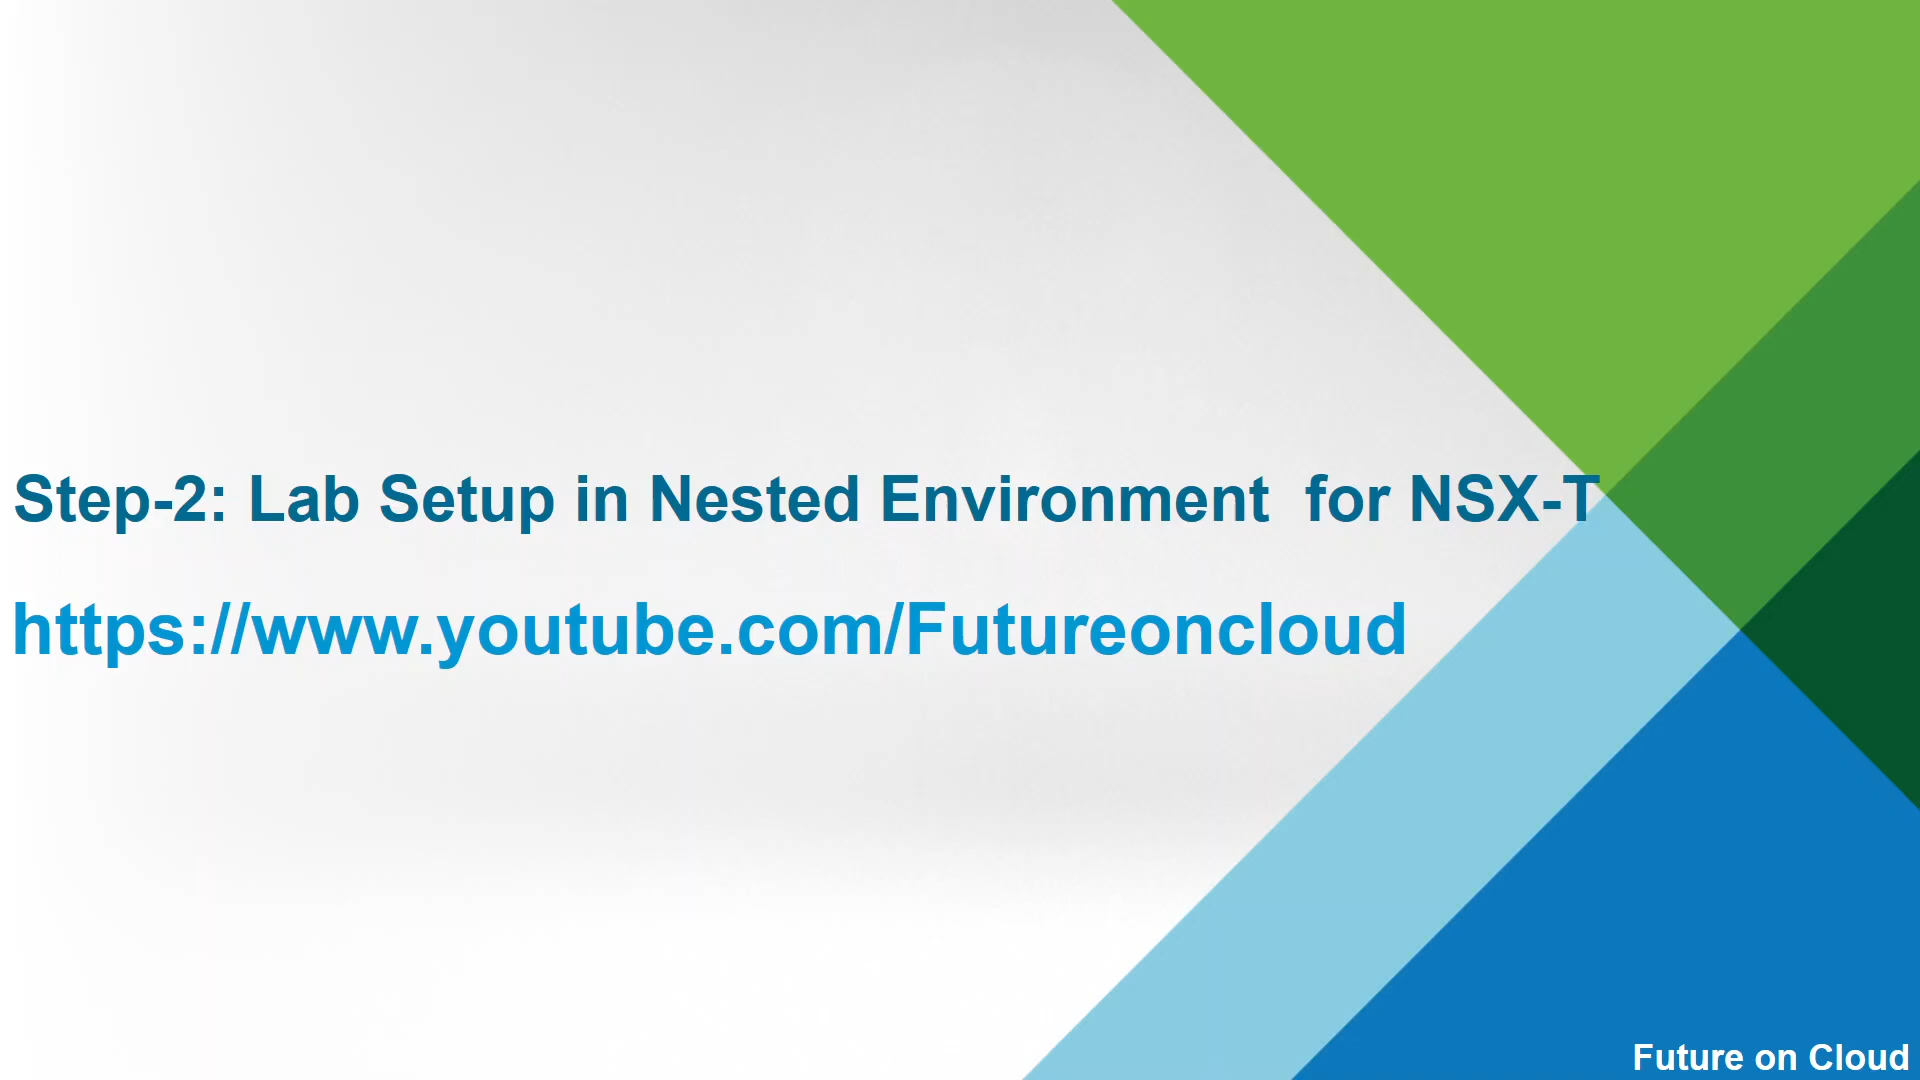 Step-2: Lab Setup in Nested Environment  for NSX-T
https://www.youtube.com/Futureoncloud
Future on Cloud